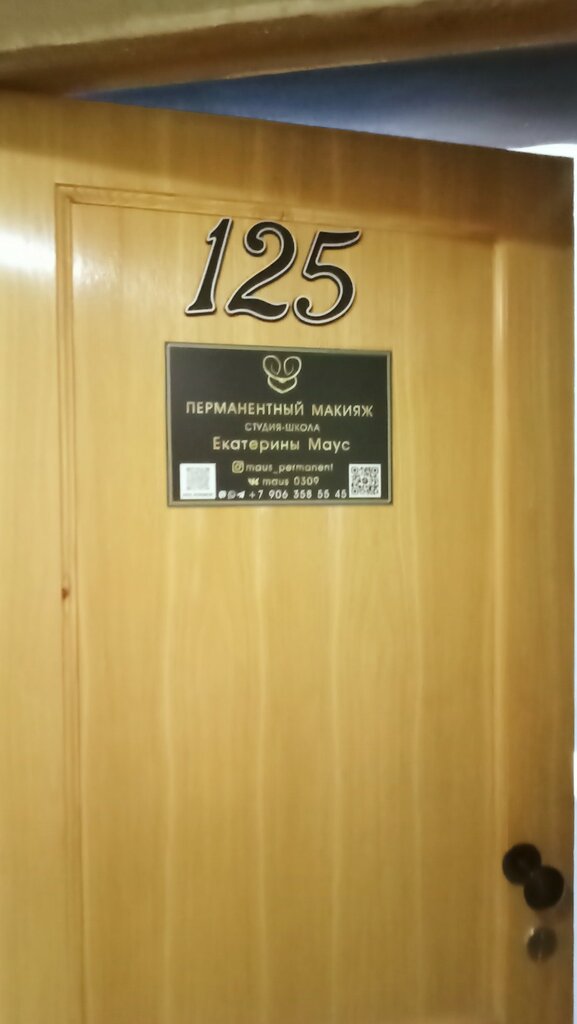 125
ПЕРМАНЕНТНЫЙ МАКИЯЖ
СТУДИЯ-ШКОЛА
Екатерины Маус
maus_permanent
maus 0309
+7 906 358 55 45